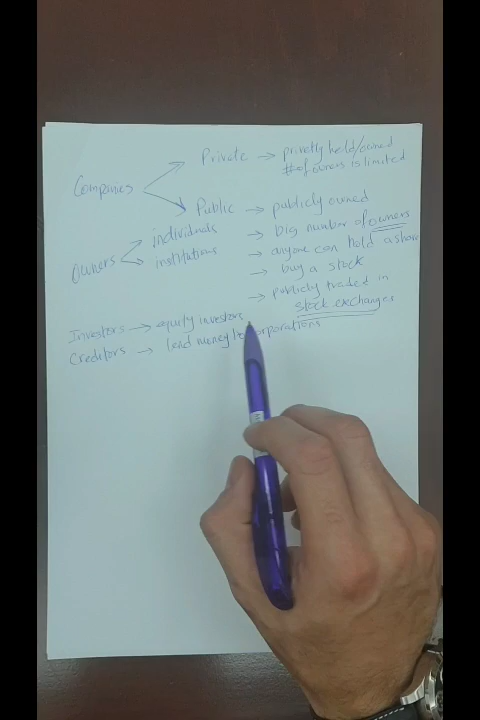 Private → privetly held/owned
# of owners is limited
Companies
Public → publicly owned
individuals → big number of owners
Owners
institutions → anyone can hold a share
→ buy a stock
→ publicly traded in
stock exchanges
Investors → equity investors
Creditors → lend money to corporations